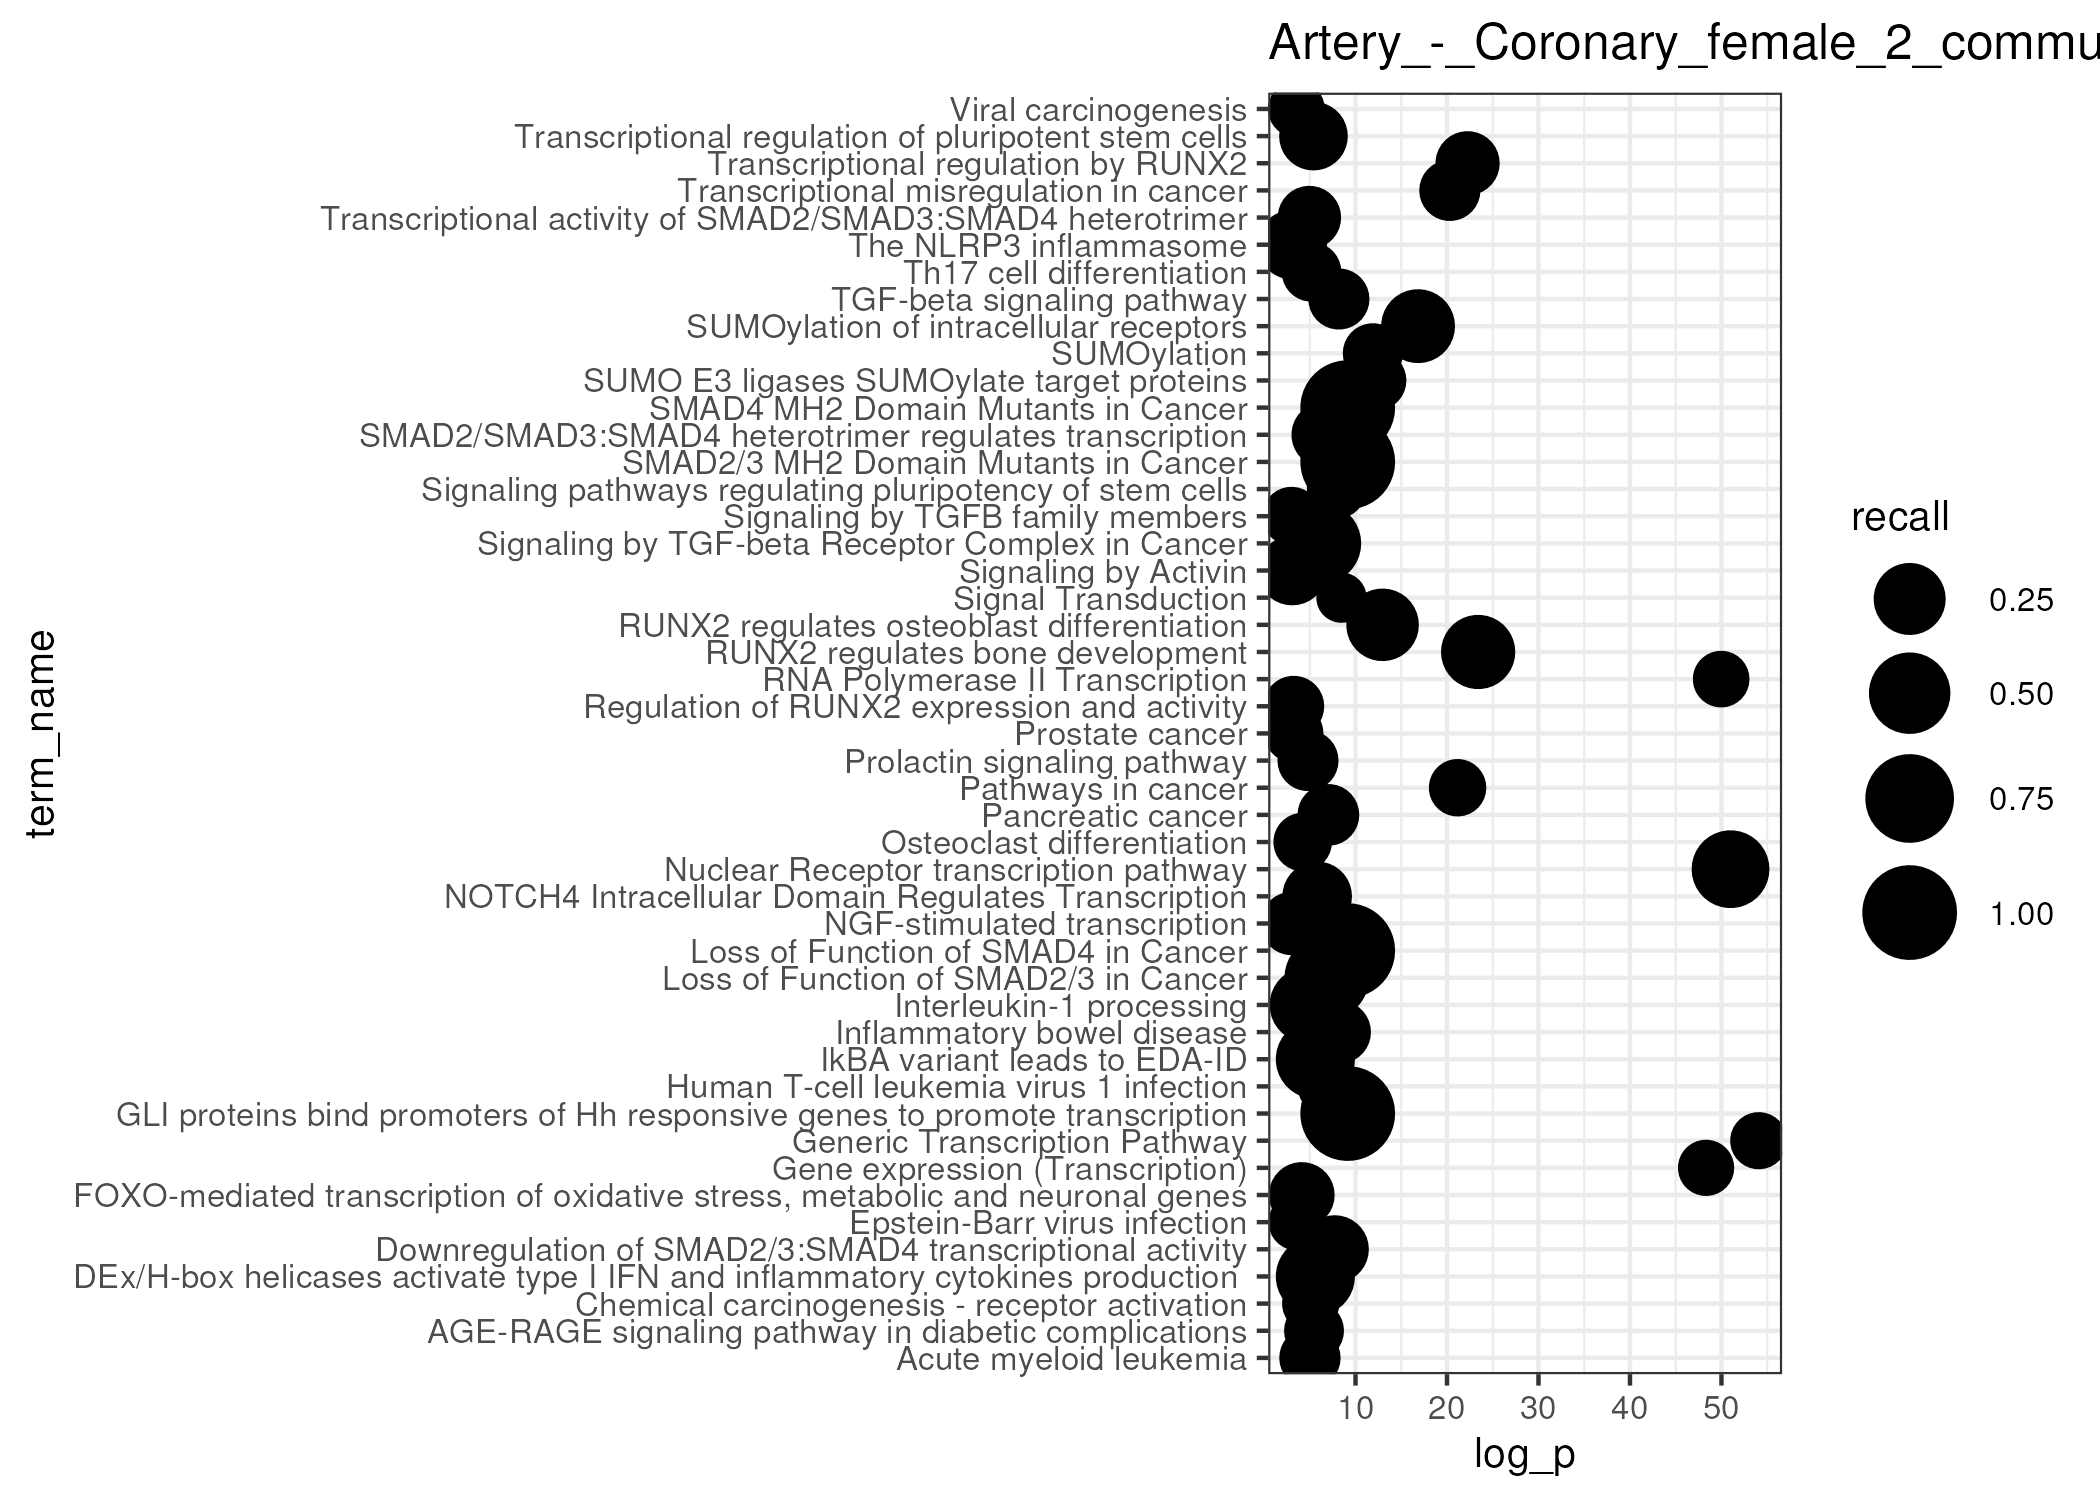 Artery_-_Coronary_female_2_commu
Viral carcinogenesis
Transcriptional regulation of pluripotent stem cells
Transcriptional regulation by RUNX2
Transcriptional misregulation in cancer
Transcriptional activity of SMAD2/SMAD3:SMAD4 heterotrimer
The NLRP3 inflammasome
Th17 cell differentiation
TGF-beta signaling pathway
SUMOylation of intracellular receptors
SUMOylation
SUMO E3 ligases SUMOylate target proteins
SMAD4 MH2 Domain Mutants in Cancer
SMAD2/SMAD3:SMAD4 heterotrimer regulates transcription
SMAD2/3 MH2 Domain Mutants in Cancer
Signaling pathways regulating pluripotency of stem cells
Signaling by TGFB family members
Signaling by TGF-beta Receptor Complex in Cancer
Signaling by Activin
Signal Transduction
RUNX2 regulates osteoblast differentiation
RUNX2 regulates bone development
RNA Polymerase II Transcription
Regulation of RUNX2 expression and activity
Prostate cancer
Prolactin signaling pathway
Pathways in cancer
Pancreatic cancer
Osteoclast differentiation
Nuclear Receptor transcription pathway
NOTCH4 Intracellular Domain Regulates Transcription
NGF-stimulated transcription
Loss of Function of SMAD4 in Cancer
Loss of Function of SMAD2/3 in Cancer
Interleukin-1 processing
Inflammatory bowel disease
IkBA variant leads to EDA-ID
Human T-cell leukemia virus 1 infection
GLI proteins bind promoters of Hh responsive genes to promote transcription
Generic Transcription Pathway
Gene expression (Transcription)
FOXO-mediated transcription of oxidative stress, metabolic and neuronal genes
Epstein-Barr virus infection
Downregulation of SMAD2/3:SMAD4 transcriptional activity
DEx/H-box helicases activate type I IFN and inflammatory cytokines production
Chemical carcinogenesis - receptor activation
AGE-RAGE signaling pathway in diabetic complications
Acute myeloid leukemia
term_name
10 20 30 40 50
log_p
recall
0.25
0.50
0.75
1.00